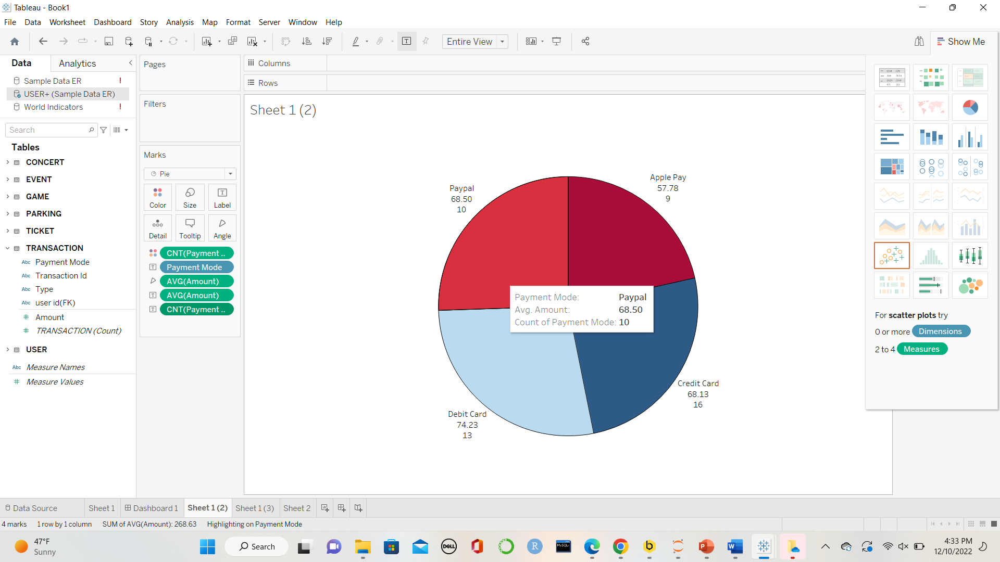 Tableau - Book1
File Data Worksheet Dashboard Story Analysis Map Format Server Window Help
Entire View
Show Me
Data Analytics
Sample Data ER !
USER+ (Sample Data ER)
World Indicators !
Search
Tables
CONCERT
EVENT
GAME
PARKING
TICKET
TRANSACTION
Abc Payment Mode
Abc Transaction Id
Abc Type
Abc user id(FK)
# Amount
# TRANSACTION (Count)
USER
Abc Measure Names
# Measure Values
Pages
Filters
Marks
Pie
Color Size Label
Detail Tooltip Angle
CNT(Payment ..
Payment Mode
AVG(Amount)
AVG(Amount)
CNT(Payment ..
Columns
Rows
Sheet 1 (2)
Apple Pay
57.78
9
Paypal
68.50
10
Payment Mode: Paypal
Avg. Amount: 68.50
Count of Payment Mode: 10
Credit Card
68.13
16
Debit Card
74.23
13
For scatter plots try
0 or more Dimensions
2 to 4 Measures
Data Source Sheet 1 Dashboard 1 Sheet 1 (2) Sheet 1 (3) Sheet 2
4 marks 1 row by 1 column SUM of AVG(Amount): 268.63 Highlighting on Payment Mode
47°F
Sunny
Search
DELL
R
MySQL
4:33 PM
12/10/2022